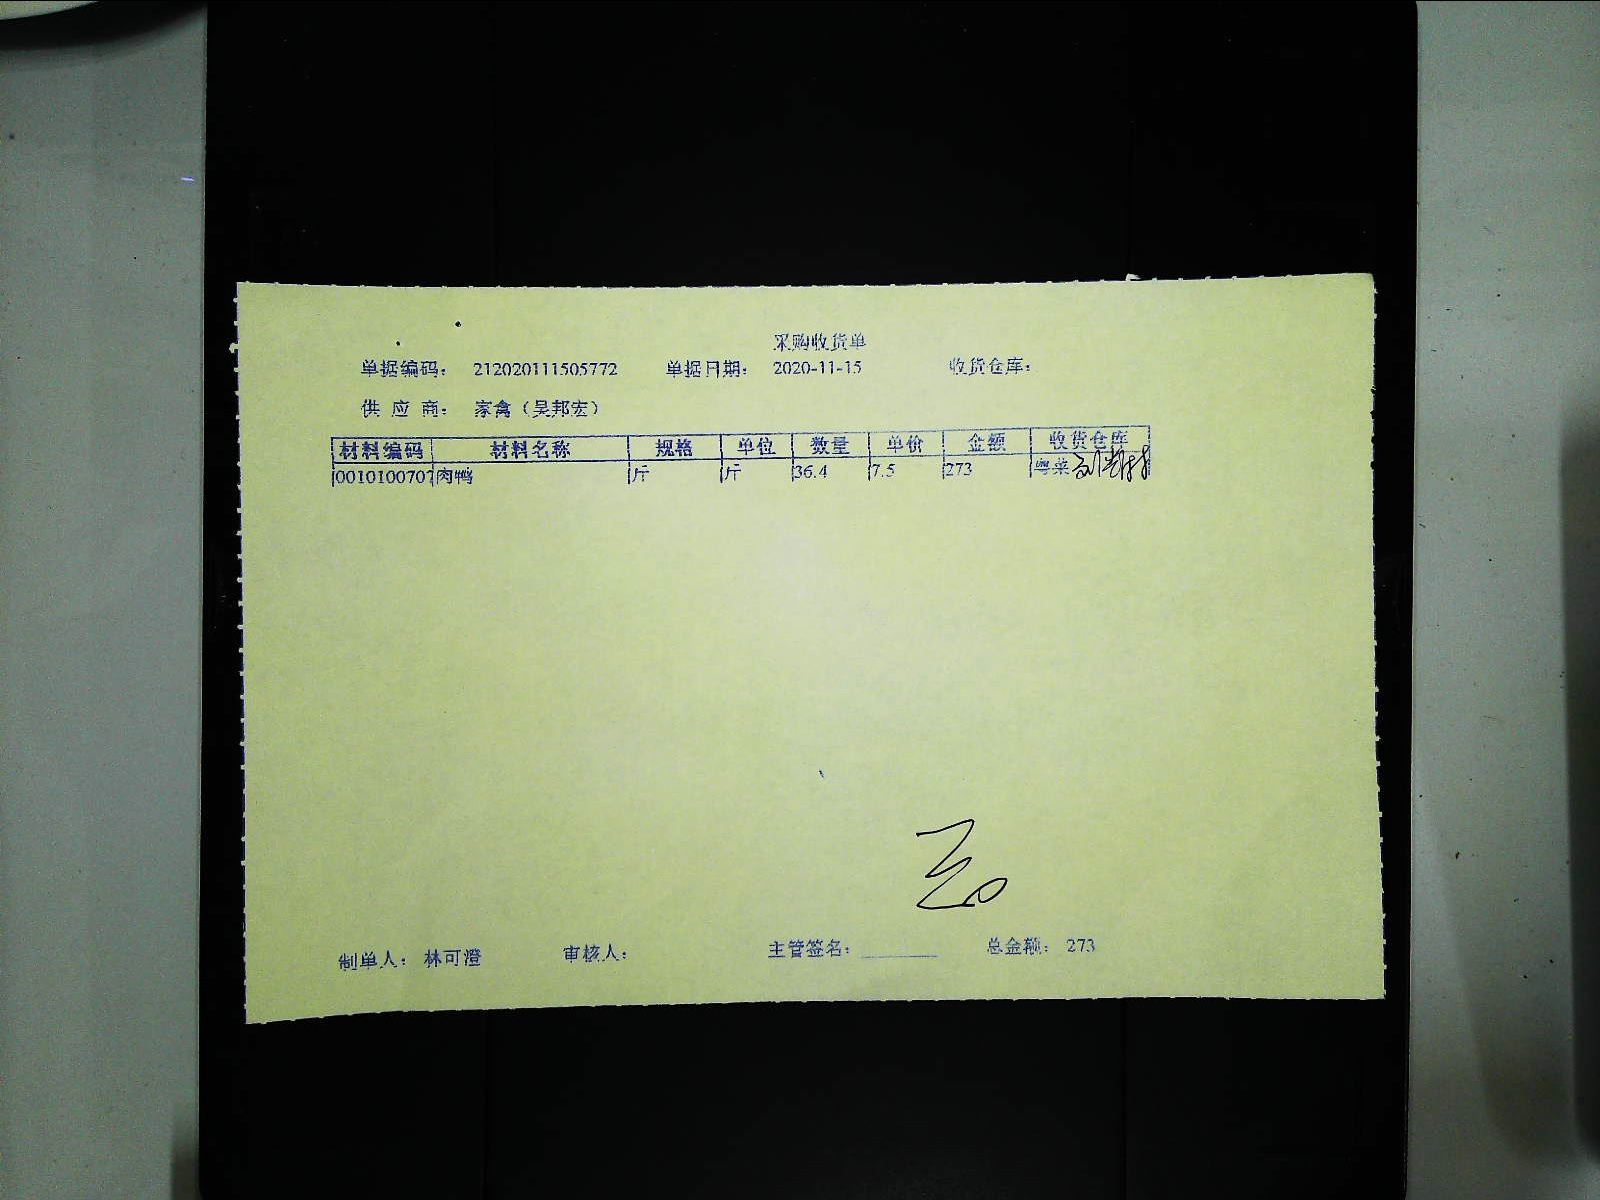 采购收货单
单据编码: 212020111505772 单据日期: 2020-11-15 收货仓库:
供 应 商: 家禽（吴邦宏）
材料编码 材料名称 规格 单位 数量 单价 金额 收货仓库
0010100707 肉鸭 斤 斤 36.4 7.5 273 粤菜
制单人: 林可澄 审核人: 主管签名: ________ 总金额: 273